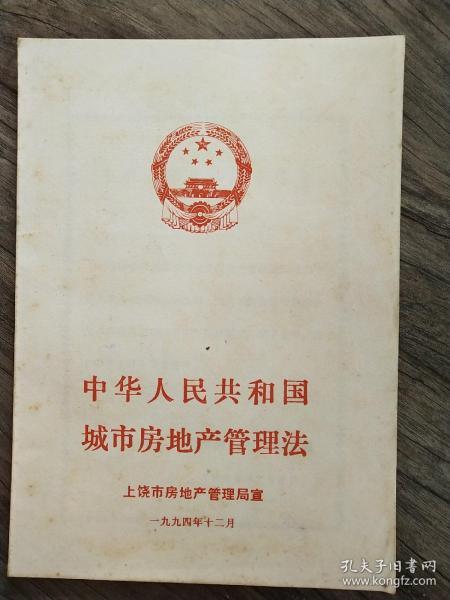 中华人民共和国
城市房地产管理法
上饶市房地产管理局宣
一九九四年十二月
孔夫子旧书网
www.kongfz.com